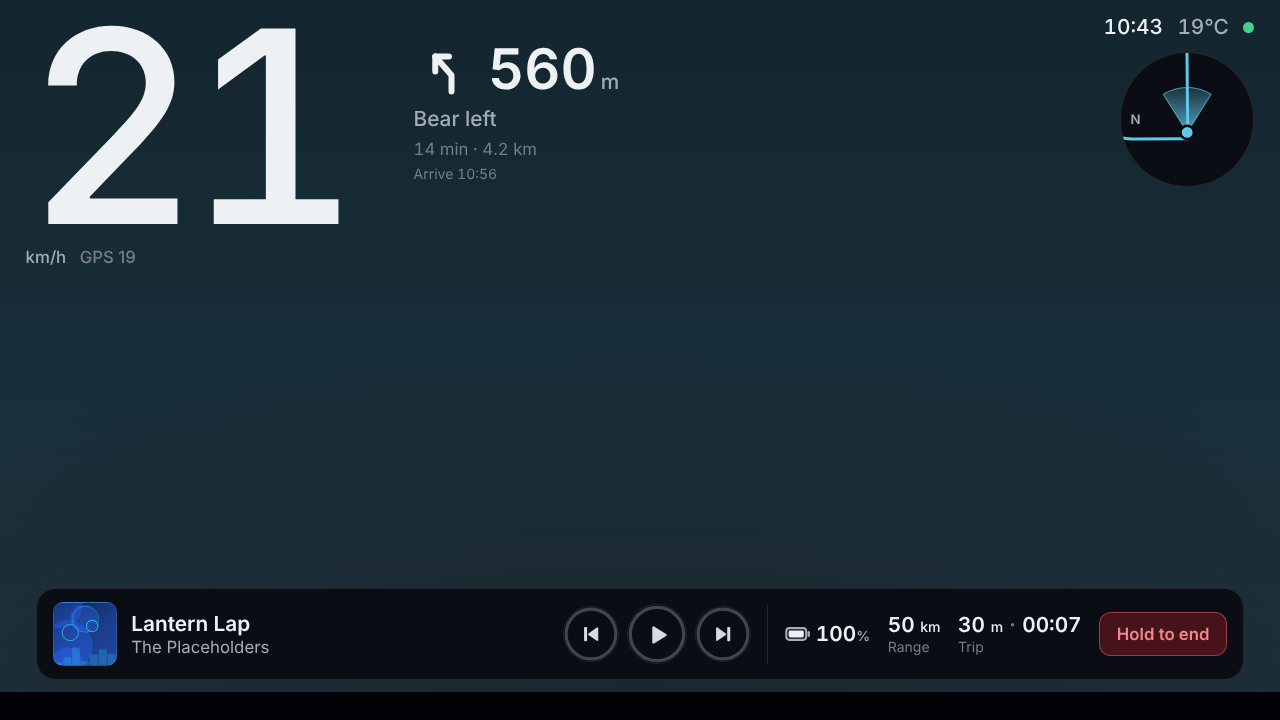 21
km/h GPS 19
560 m
Bear left
14 min · 4.2 km
Arrive 10:56
10:43 19°C
N
Lantern Lap
The Placeholders
100%
50 km
Range
30 m · 00:07
Trip
Hold to end